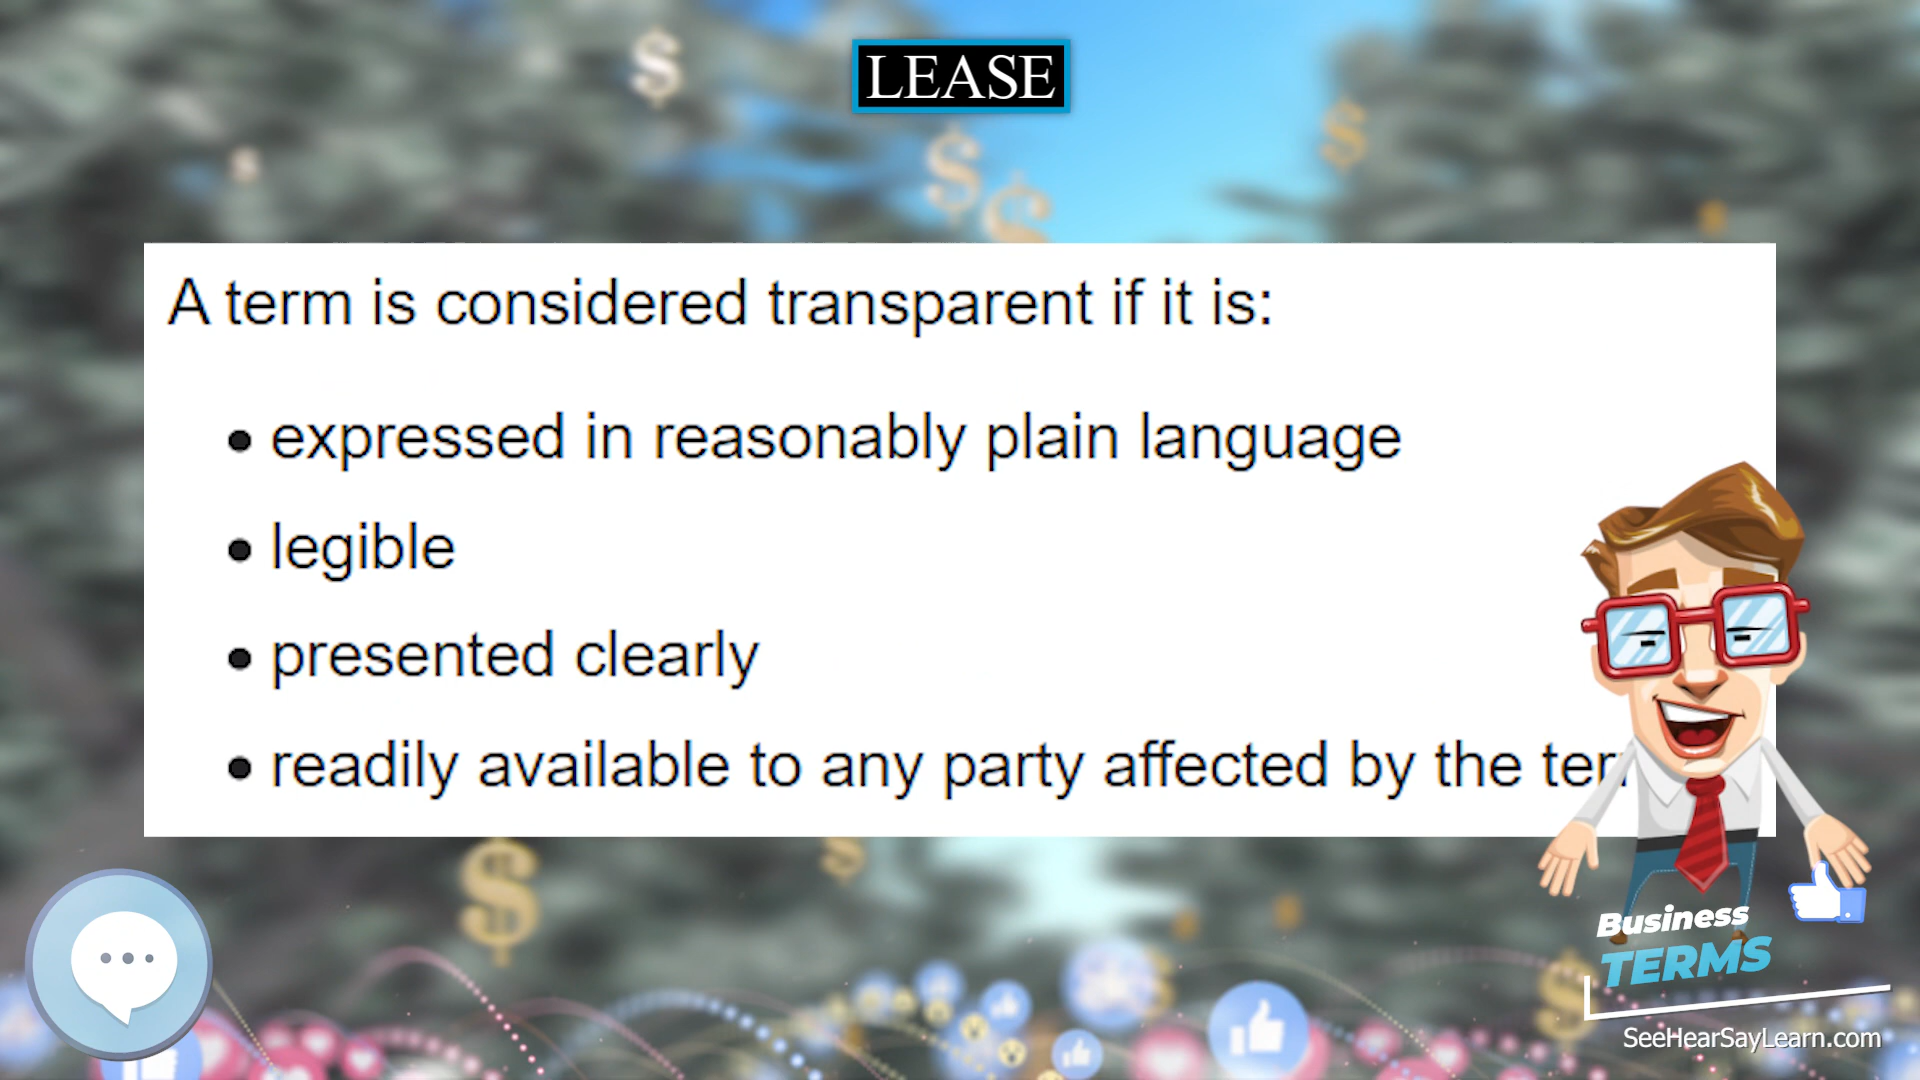 LEASE
A term is considered transparent if it is:
expressed in reasonably plain language
legible
presented clearly
readily available to any party affected by the
Business
TERMS
SeeHearSayLearn.com